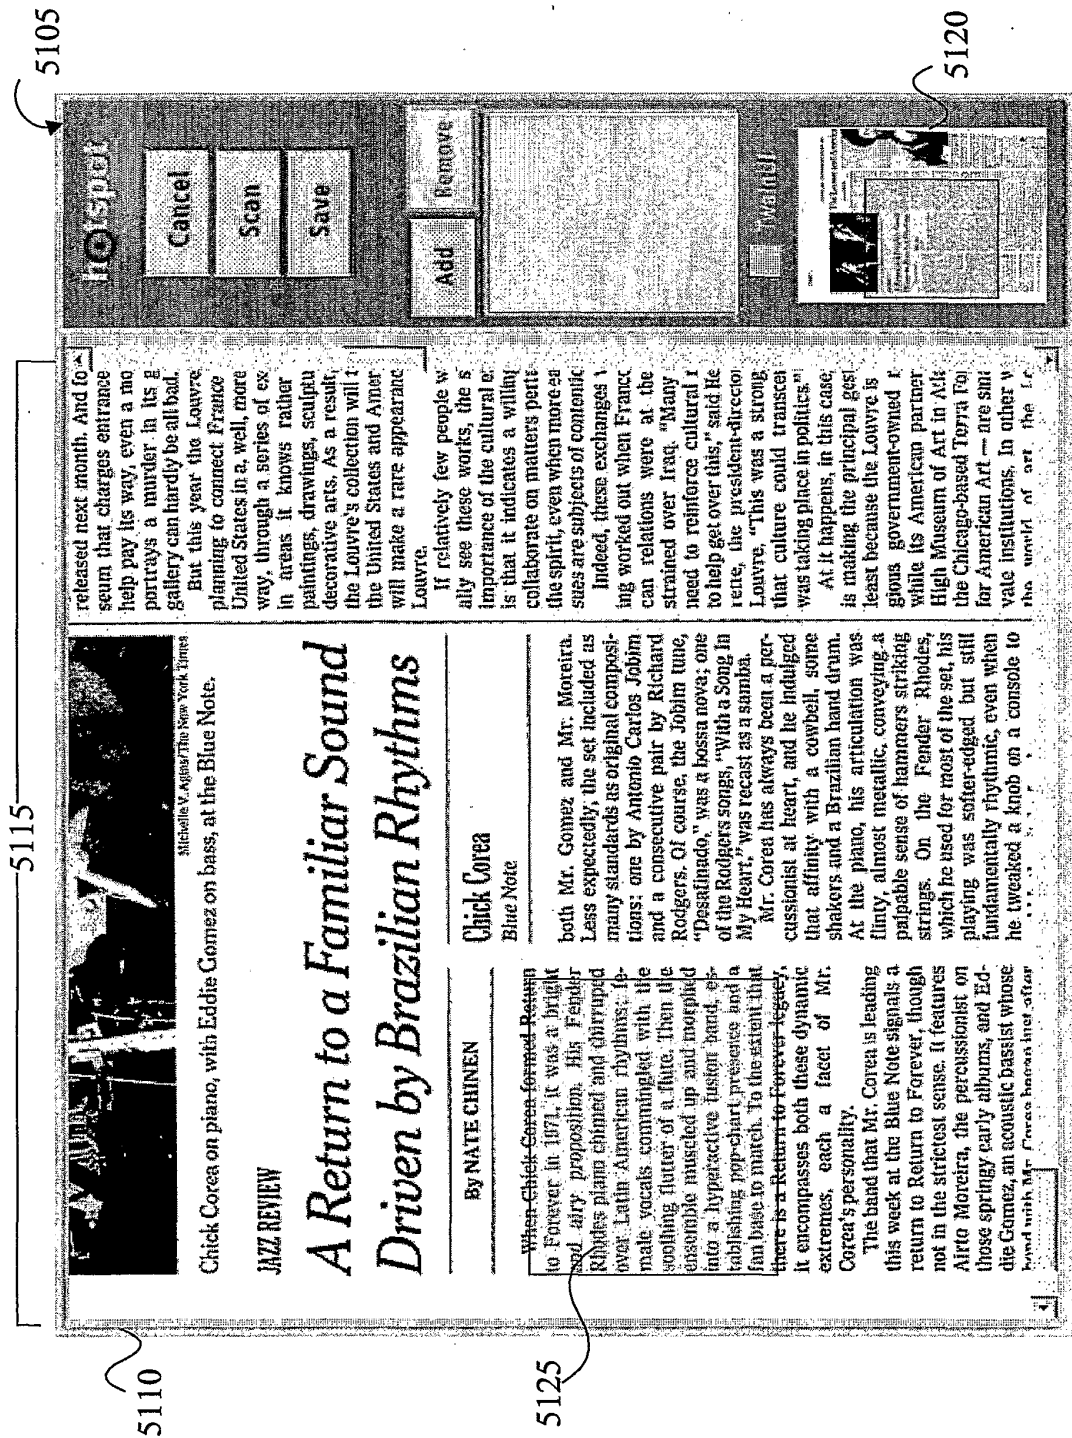 5115
5105
5110
5125
5120
Michelle V. Agins/The New York Times
Chick Corea on piano, with Eddie Gomez on bass, at the Blue Note.
JAZZ REVIEW
A Return to a Familiar Sound
Driven by Brazilian Rhythms
By NATE CHINEN
Chick Corea
Blue Note
When Chick Corea formed Return
to Forever in 1971, it was a bright
and airy proposition. His Fender
Rhodes piano chimed and chirruped
over Latin American rhythms; fe-
male vocals commingled with the
soothing flutter of a flute. Then the
ensemble muscled up and morphed
into a hyperactive fusion band, es-
tablishing pop-chart presence and a
fan base to match. To the extent that
there is a Return to Forever legacy,
it encompasses both these dynamic
extremes, each a facet of Mr.
Corea's personality.
The band that Mr. Corea is leading
this week at the Blue Note signals a
return to Return to Forever, though
not in the strictest sense. It features
Airto Moreira, the percussionist on
those springy early albums, and Ed-
die Gomez, an acoustic bassist whose
both Mr. Gomez and Mr. Moreira.
Less expectedly, the set included as
many standards as original composi-
tions: one by Antonio Carlos Jobim
and a consecutive pair by Richard
Rodgers. Of course, the Jobim tune,
"Desafinado," was a bossa nova; one
of the Rodgers songs, "With a Song In
My Heart," was recast as a samba.
Mr. Corea has always been a per-
cussionist at heart, and he indulged
that affinity with a cowbell, some
shakers and a Brazilian hand drum.
At the piano, his articulation was
flinty, almost metallic, conveying a
palpable sense of hammers striking
strings. On the Fender Rhodes,
which he used for most of the set, his
playing was softer-edged but still
fundamentally rhythmic, even when
he tweaked a knob on a console to
released next month. And fo
seum that charges entrance
help pay its way, even a mo
portrays a murder in its g
gallery can hardly be all bad.
But this year the Louvre
planning to connect France
United States in a, well, more
way, through a series of ex
in areas it knows rather
paintings, drawings, sculptu
decorative arts. As a result,
the Louvre's collection will t
the United States and Amer
will make a rare appearanc
Louvre.
If relatively few people w
ally see these works, the s
importance of the cultural e
is that it indicates a willing
collaborate on matters perta
the spirit, even when more ea
sues are subjects of contentic
Indeed, these exchanges
ing worked out when Franc
can relations were at the
strained over Iraq. "Many
need to reinforce cultural r
to help get over this," said He
rette, the president-director
Louvre. "This was a strong
that culture could transcen
was taking place in politics."
At it happens, in this case,
is making the principal gest
least because the Louvre is
gious government-owned
while its American partner
High Museum of Art in Atla
the Chicago-based Terra Fou
for American Art — are sma
vate institutions. In other w
the world of art, the
hotspot
Cancel
Scan
Save
Add
Remove